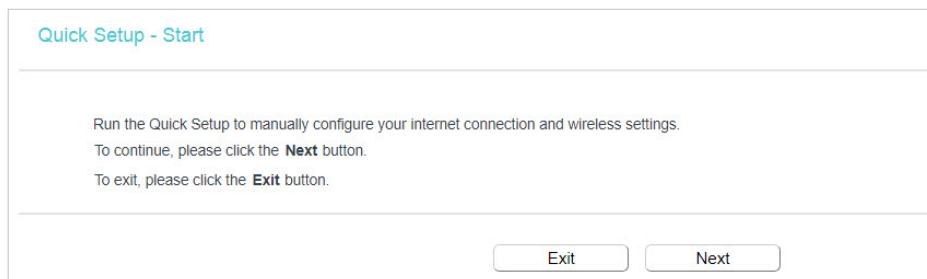 Quick Setup - Start
Run the Quick Setup to manually configure your internet connection and wireless settings.
To continue, please click the Next button.
To exit, please click the Exit button.
Exit Next